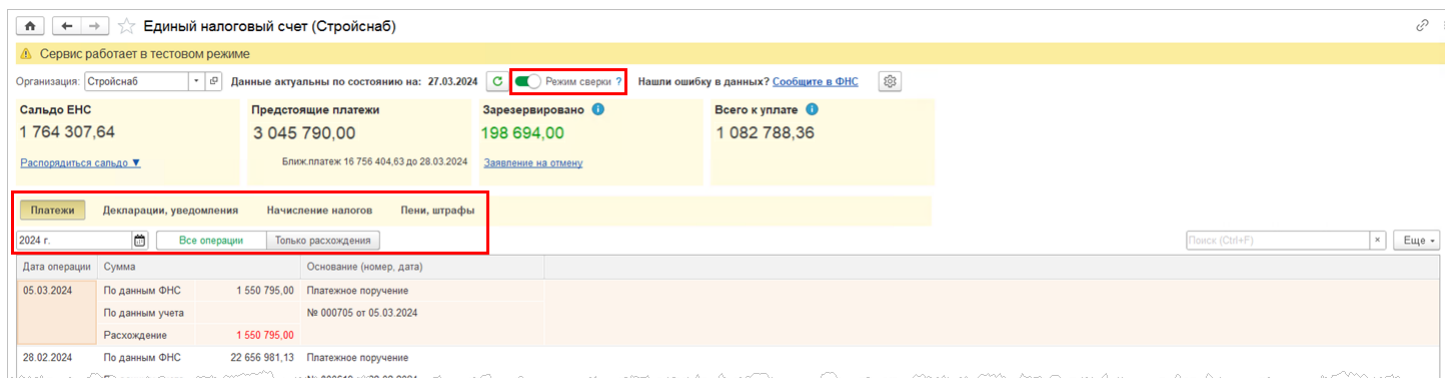 Единый налоговый счет (Стройснаб)
Сервис работает в тестовом режиме
Организация: Стройснаб Данные актуальны по состоянию на: 27.03.2024 Режим сверки ? Нашли ошибку в данных? Сообщите в ФНС
Сальдо ЕНС Предстоящие платежи Зарезервировано Всего к уплате
1 764 307,64 3 045 790,00 198 694,00 1 082 788,36
Распорядиться сальдо ▼ Ближ.платеж 16 756 404,63 до 28.03.2024 Заявление на отмену
Платежи Декларации, уведомления Начисление налогов Пени, штрафы
2024 г. Все операции Только расхождения Поиск (Ctrl+F) × Еще
Дата операции Сумма Основание (номер, дата)
05.03.2024 По данным ФНС 1 550 795,00 Платежное поручение
По данным учета № 000705 от 05.03.2024
Расхождение 1 550 795,00
28.02.2024 По данным ФНС 22 656 981,13 Платежное поручение